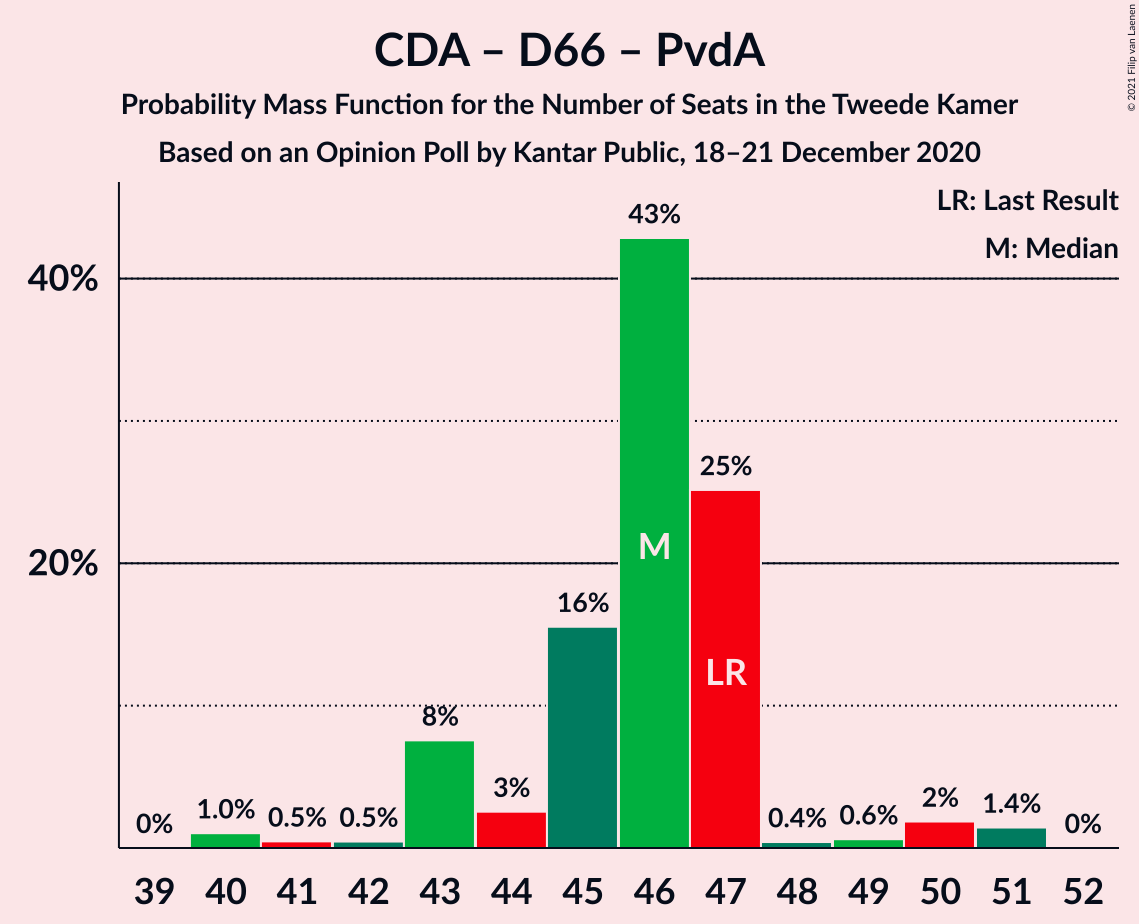 CDA – D66 – PvdA
Probability Mass Function for the Number of Seats in the Tweede Kamer
Based on an Opinion Poll by Kantar Public, 18–21 December 2020
© 2021 Filip van Laenen
LR: Last Result
M: Median
40%
20%
0%
1.0%
0.5%
0.5%
8%
3%
16%
43%
25%
0.4%
0.6%
2%
1.4%
0%
M
LR
39 40 41 42 43 44 45 46 47 48 49 50 51 52